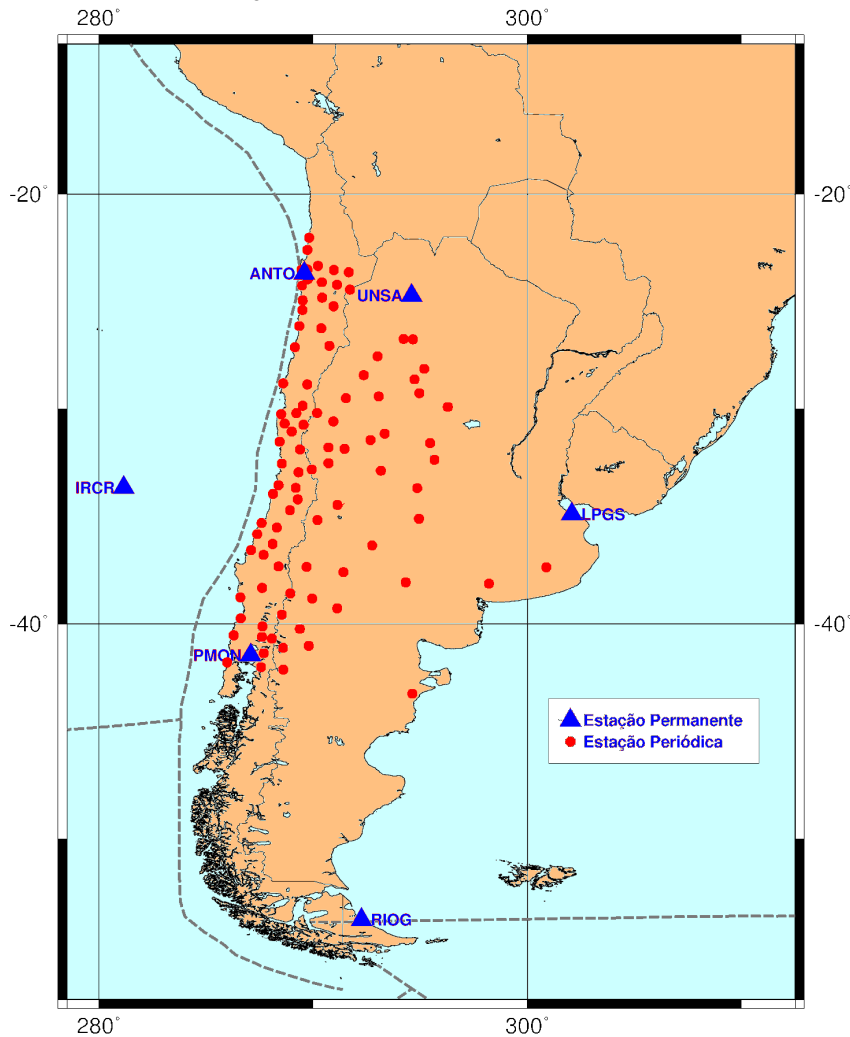 280° 300°
-20° -20°
ANTO
UNSA
IRCR
LPGS
-40° -40°
PMON
Estação Permanente
Estação Periódica
RIOG
280° 300°